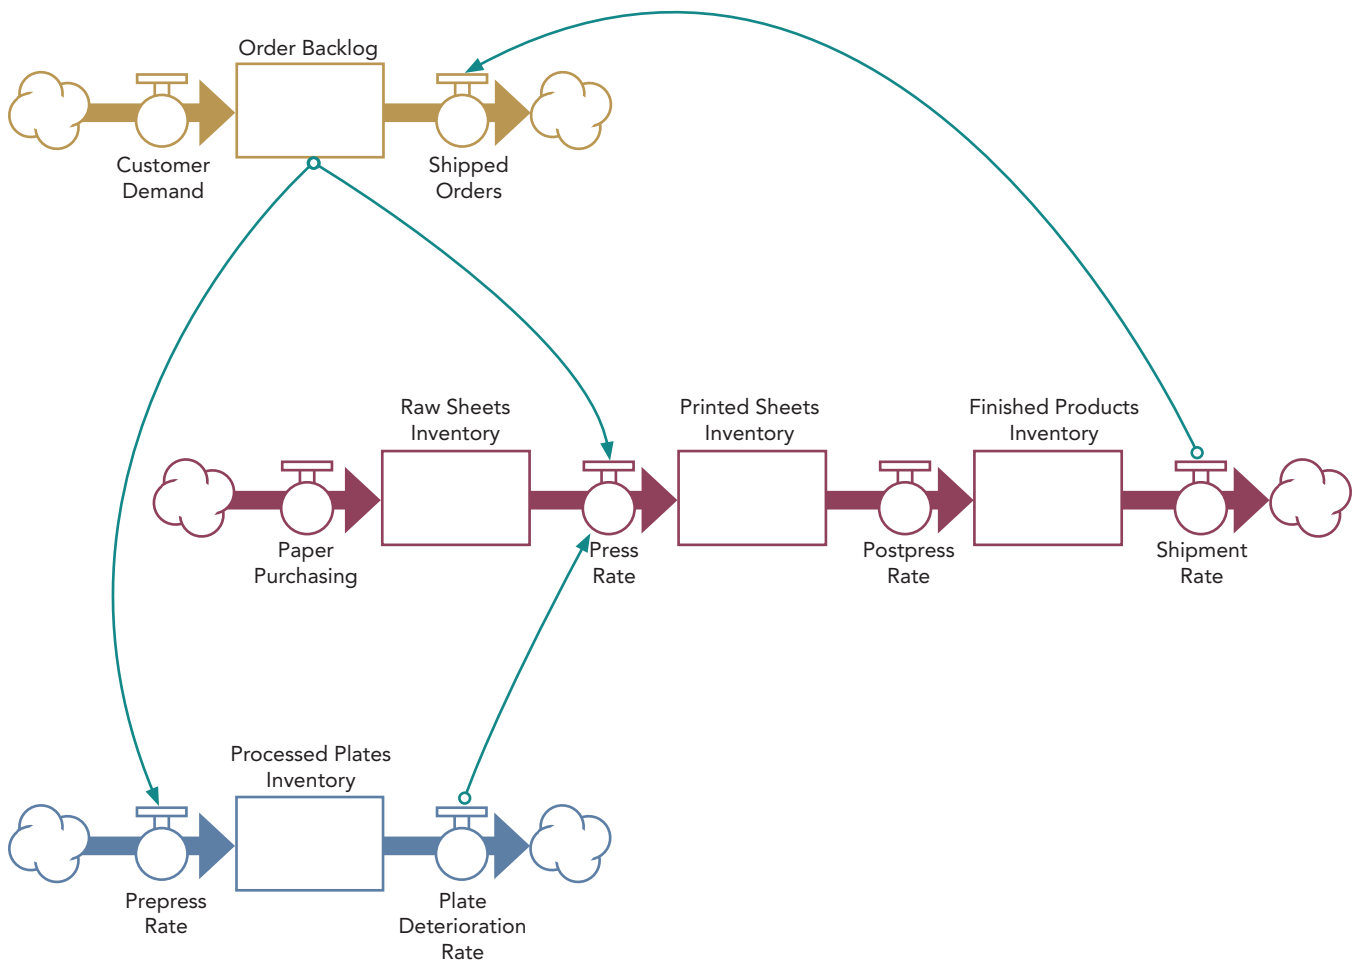 Order Backlog
Customer
Demand
Shipped
Orders
Raw Sheets
Inventory
Printed Sheets
Inventory
Finished Products
Inventory
Paper
Purchasing
Press
Rate
Postpress
Rate
Shipment
Rate
Processed Plates
Inventory
Prepress
Rate
Plate
Deterioration
Rate